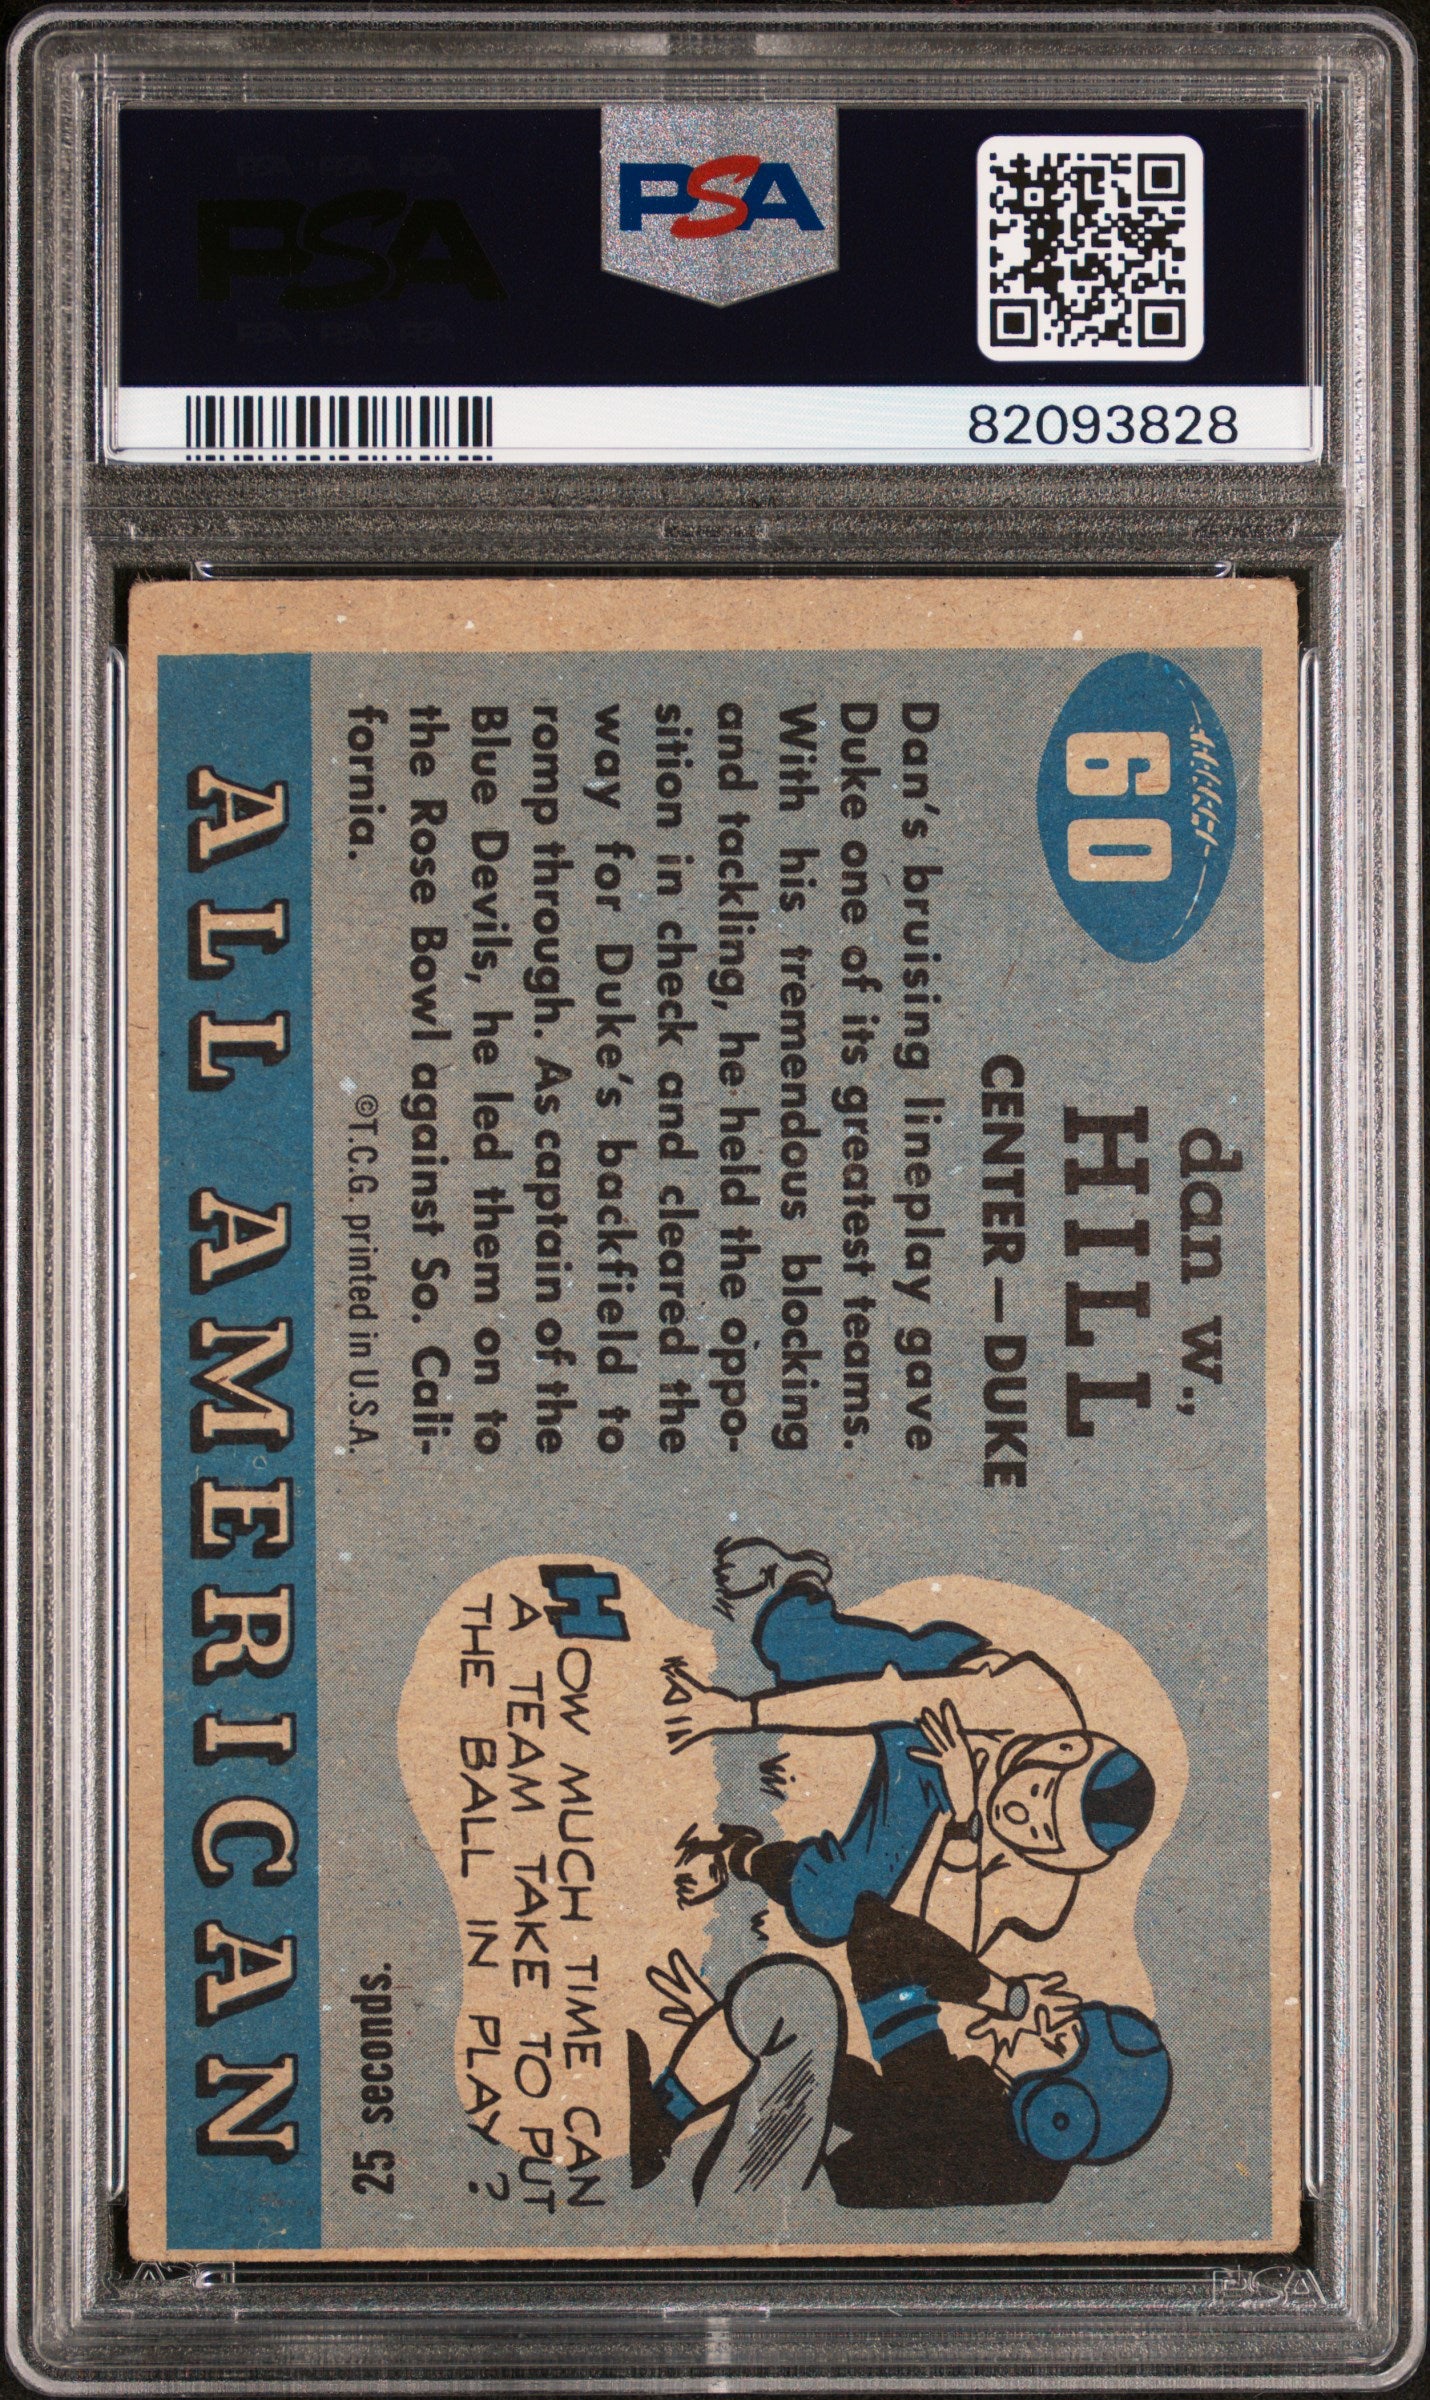 PSA
PSA
82093828
60
dan w.,
HILL
CENTER—DUKE
Dan's bruising lineplay gave
Duke one of its greatest teams.
With his tremendous blocking
and tackling, he held the oppo-
sition in check and cleared the
way for Duke's backfield to
romp through. As captain of the
Blue Devils, he led them on to
the Rose Bowl against So. Cali-
fornia.
©T.C.G. printed in U.S.A.
HOW MUCH TIME CAN
A TEAM TAKE TO PUT
THE BALL IN PLAY?
25 seconds.
ALL AMERICAN
PSA